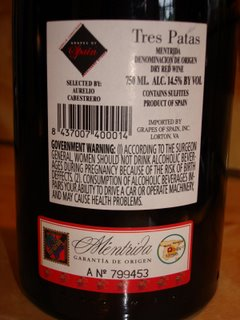 GRAPES OF
Spain
SELECTED BY:
AURELIO
CABESTRERO
8 437007 400014
Tres Patas
MENTRIDA
DENOMINACION DE ORIGEN
DRY RED WINE
750 ML. ALC. 14.5% BY VOL
CONTAINS SULFITES
PRODUCT OF SPAIN
IMPORTED BY
GRAPES OF SPAIN, INC.
LORTON, VA
GOVERNMENT WARNING: (1) ACCORDING TO THE SURGEON
GENERAL WOMEN SHOULD NOT DRINK ALCOHOLIC BEVER-
AGES DURING PREGNANCY BECAUSE OF THE RISK OF BIRTH
DEFECTS (2). CONSUMPTION OF ALCOHOLIC BEVERAGES IM-
PAIRS YOUR ABILITY TO DRIVE A CAR OR OPERATE MACHINERY,
AND MAY CAUSE HEALTH PROBLEMS.
Méntrida
GARANTÍA DE ORIGEN
A Nº 799453